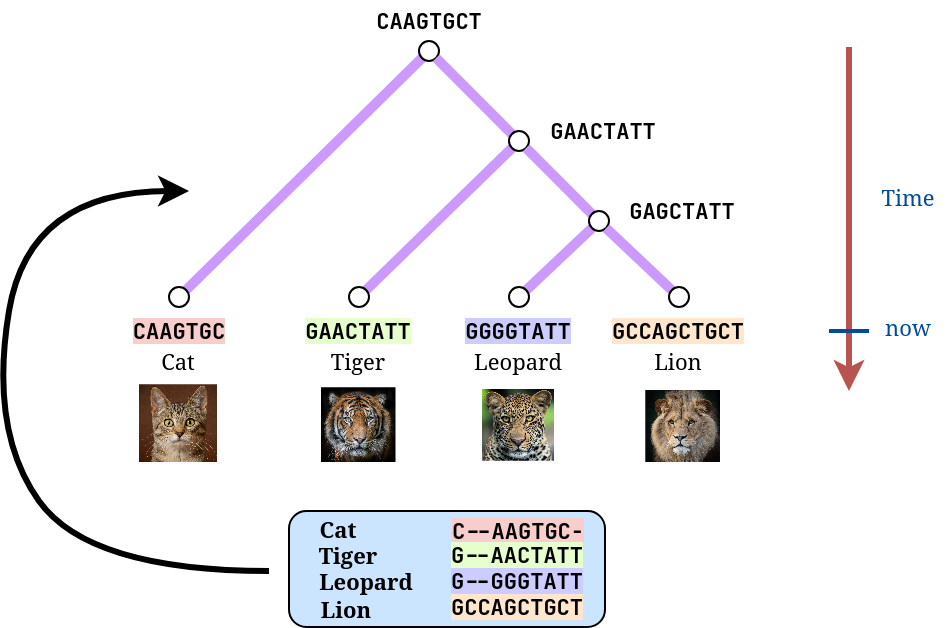 CAAGTGCT
GAACTATT
GAGCTATT
Time
CAAGTGC GAACTATT GGGGTATT GCCAGCTGCT
now
Cat Tiger Leopard Lion
Cat C--AAGTGC-
Tiger G--AACTATT
Leopard G--GGGTATT
Lion GCCAGCTGCT